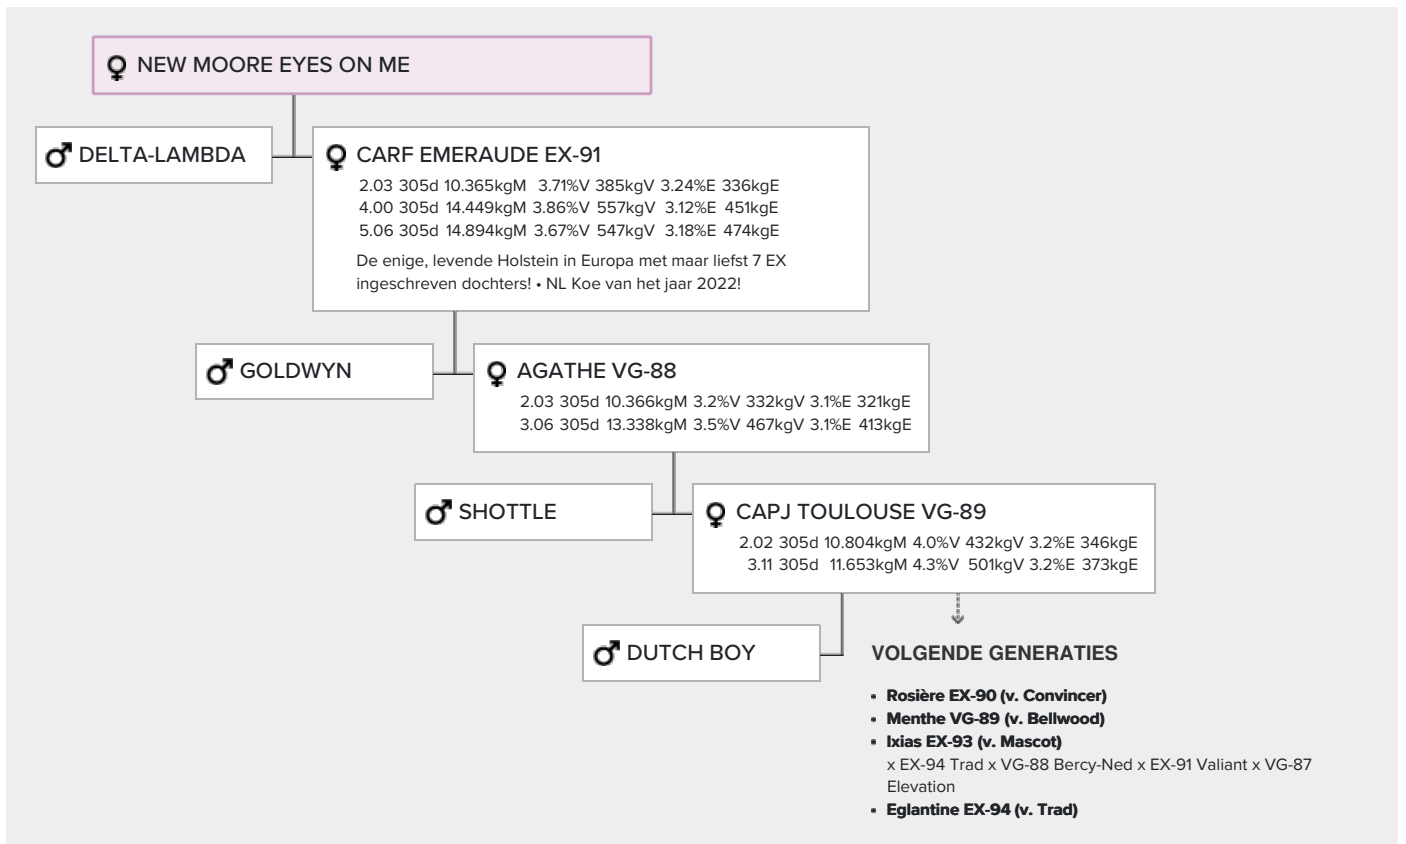 NEW MOORE EYES ON ME
DELTA-LAMBDA
CARF EMERAUDE EX-91
2.03 305d 10.365kgM 3.71%V 385kgV 3.24%E 336kgE
4.00 305d 14.449kgM 3.86%V 557kgV 3.12%E 451kgE
5.06 305d 14.894kgM 3.67%V 547kgV 3.18%E 474kgE
De enige, levende Holstein in Europa met maar liefst 7 EX
ingeschreven dochters! • NL Koe van het jaar 2022!
GOLDWYN
AGATHE VG-88
2.03 305d 10.366kgM 3.2%V 332kgV 3.1%E 321kgE
3.06 305d 13.338kgM 3.5%V 467kgV 3.1%E 413kgE
SHOTTLE
CAPJ TOULOUSE VG-89
2.02 305d 10.804kgM 4.0%V 432kgV 3.2%E 346kgE
3.11 305d 11.653kgM 4.3%V 501kgV 3.2%E 373kgE
DUTCH BOY
VOLGENDE GENERATIES
• Rosière EX-90 (v. Convincer)
• Menthe VG-89 (v. Bellwood)
• Ixias EX-93 (v. Mascot)
x EX-94 Trad x VG-88 Bercy-Ned x EX-91 Valiant x VG-87
Elevation
• Eglantine EX-94 (v. Trad)